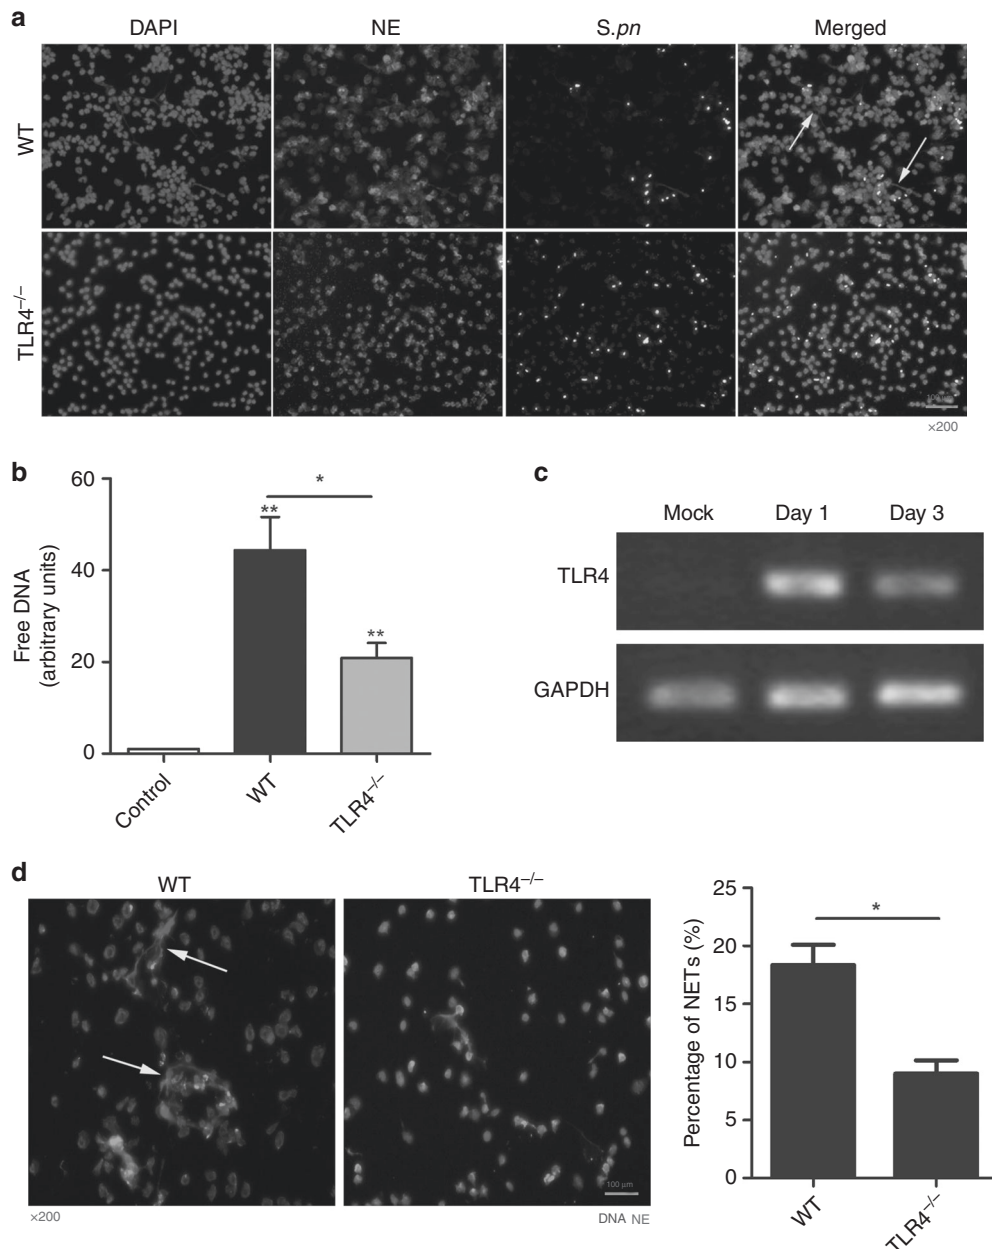 a
DAPI NE S.pn Merged
WT
TLR4–/–
100 µm
×200
b
60
40
20
0
Free DNA
(arbitrary units)
*
**
**
Control WT TLR4–/–
c
Mock Day 1 Day 3
TLR4
GAPDH
d
WT TLR4–/–
100 µm
×200
DNA NE
25
20
15
10
5
0
Percentage of NETs (%)
*
WT TLR4–/–